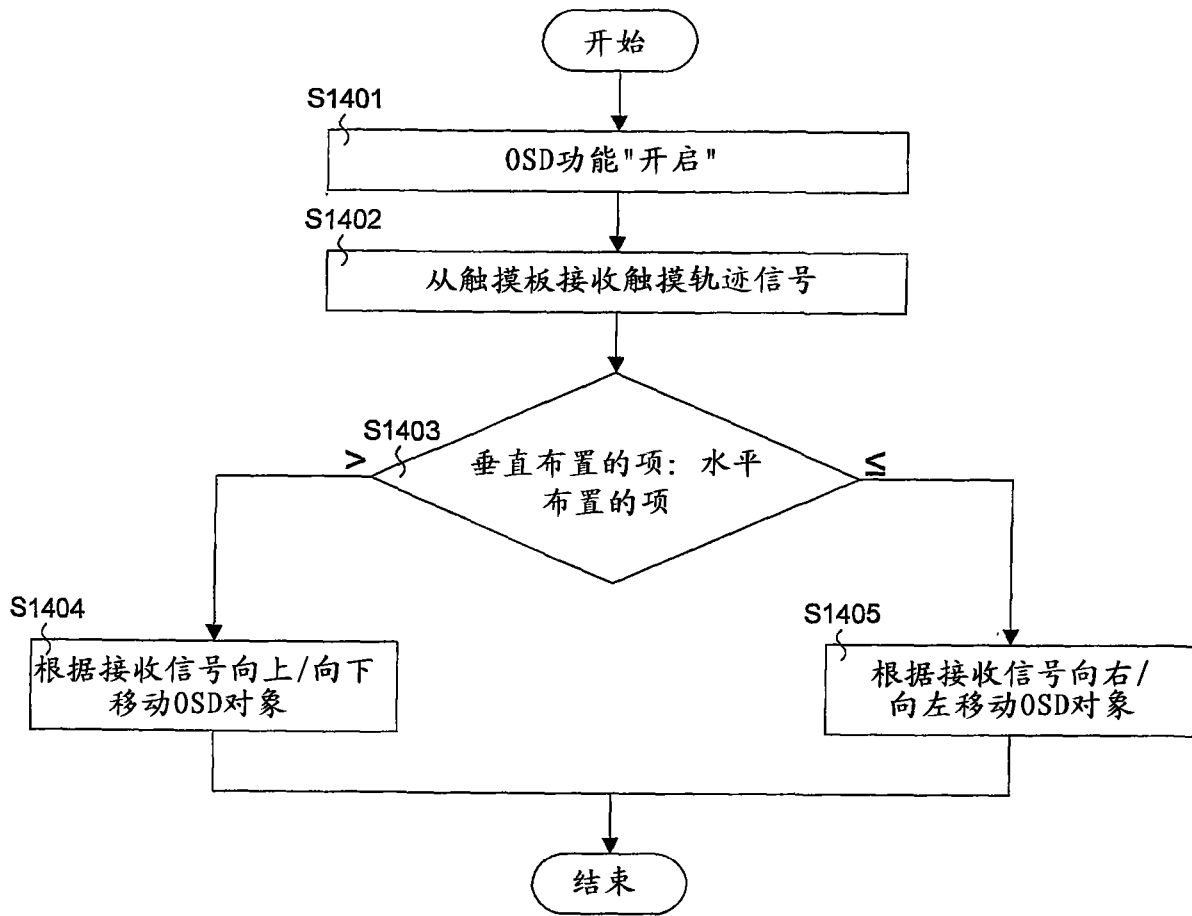 开始
S1401
OSD功能"开启"
S1402
从触摸板接收触摸轨迹信号
S1403
>
垂直布置的项: 水平
布置的项
≤
S1404
根据接收信号向上/向下
移动OSD对象
S1405
根据接收信号向右/
向左移动OSD对象
结束